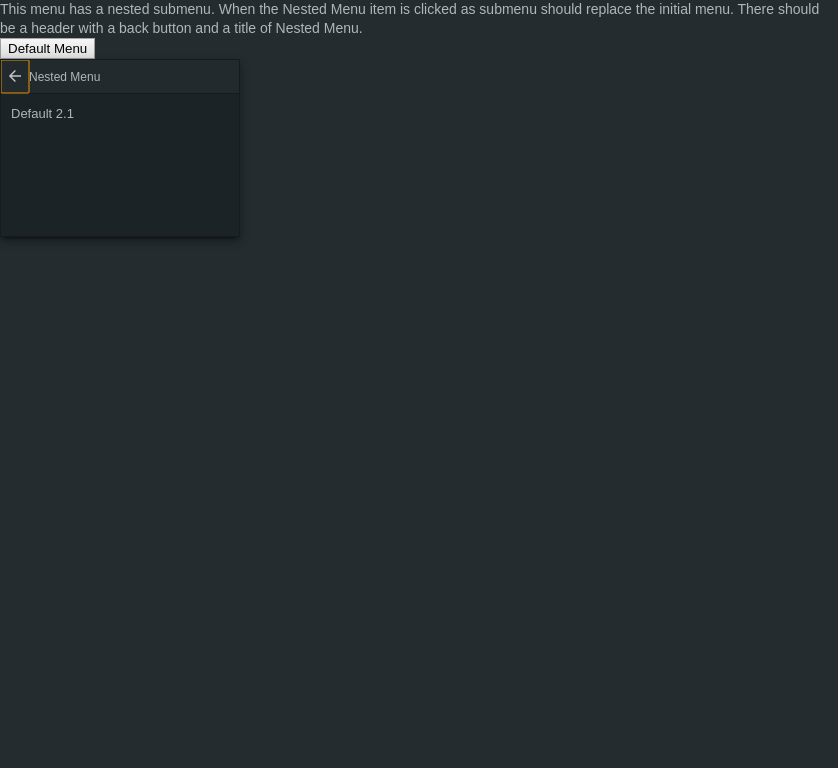 This menu has a nested submenu. When the Nested Menu item is clicked as submenu should replace the initial menu. There should
be a header with a back button and a title of Nested Menu.
Default Menu
Nested Menu
Default 2.1